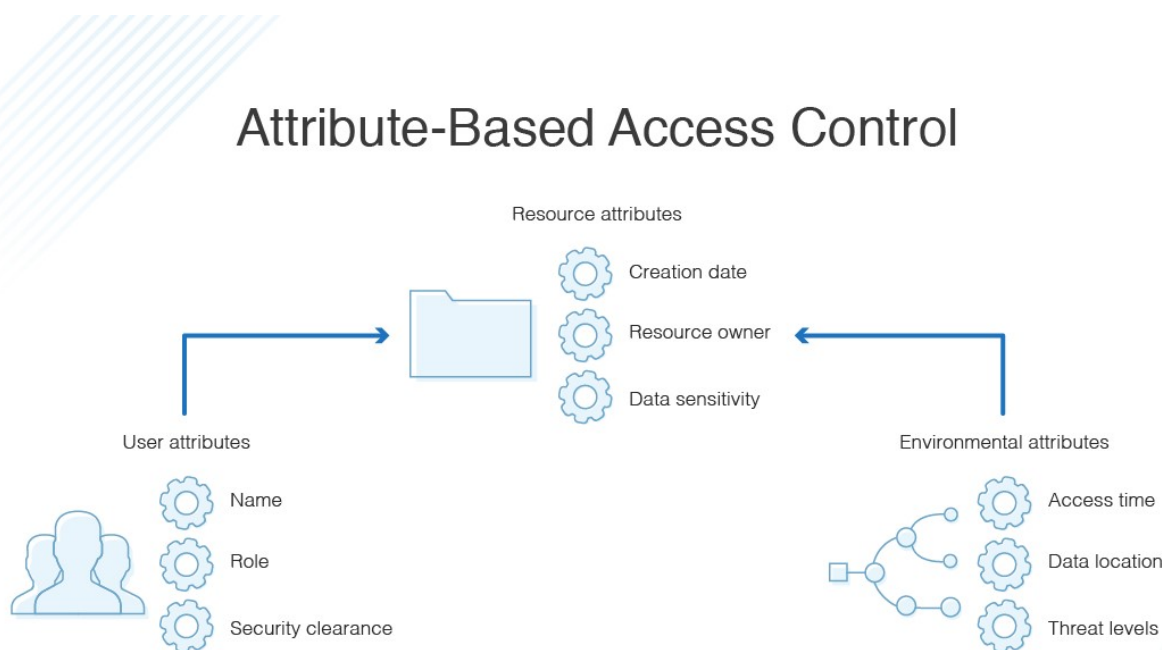 Attribute-Based Access Control
Resource attributes
Creation date
Resource owner
Data sensitivity
User attributes
Name
Role
Security clearance
Environmental attributes
Access time
Data location
Threat levels